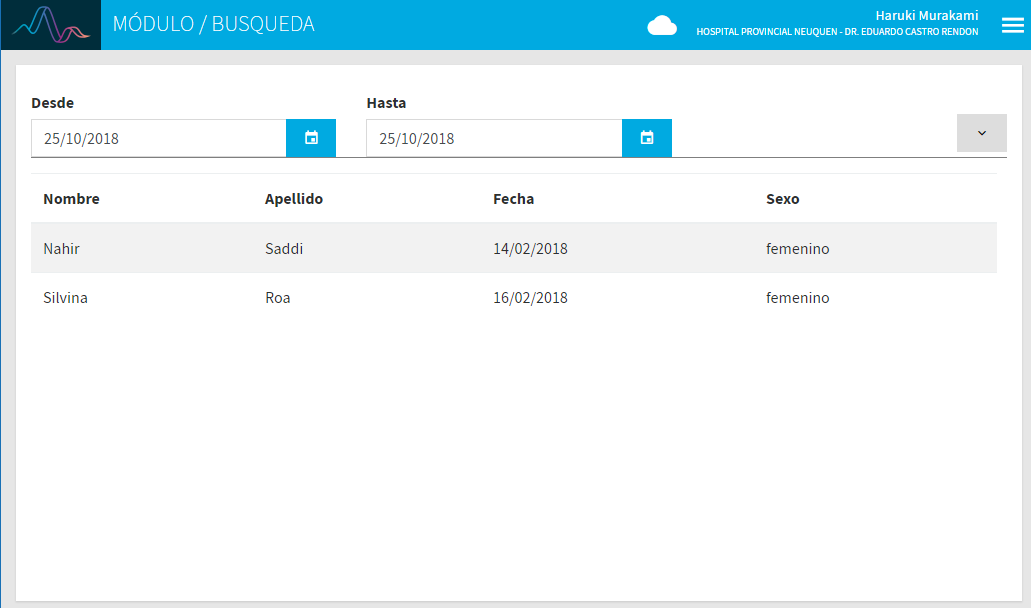 MÓDULO / BUSQUEDA
Haruki Murakami
HOSPITAL PROVINCIAL NEUQUEN - DR. EDUARDO CASTRO RENDON
Desde Hasta
25/10/2018 25/10/2018
Nombre Apellido Fecha Sexo
Nahir Saddi 14/02/2018 femenino
Silvina Roa 16/02/2018 femenino